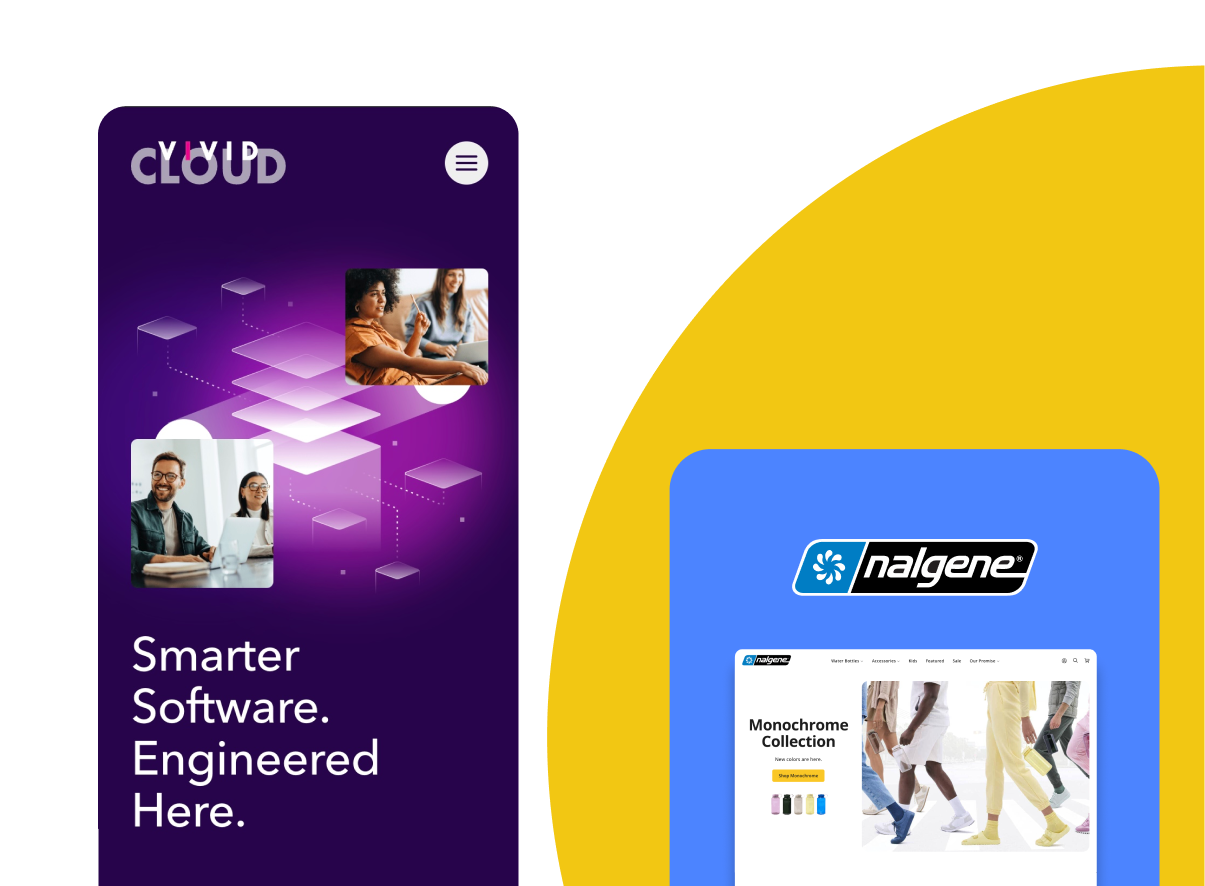 VIVID
CLOUD
Smarter
Software.
Engineered
Here.
nalgene®
nalgene
Water Bottles Accessories Kids Featured Sale Our Promise
Monochrome
Collection
New colors are here.
Shop Monochrome